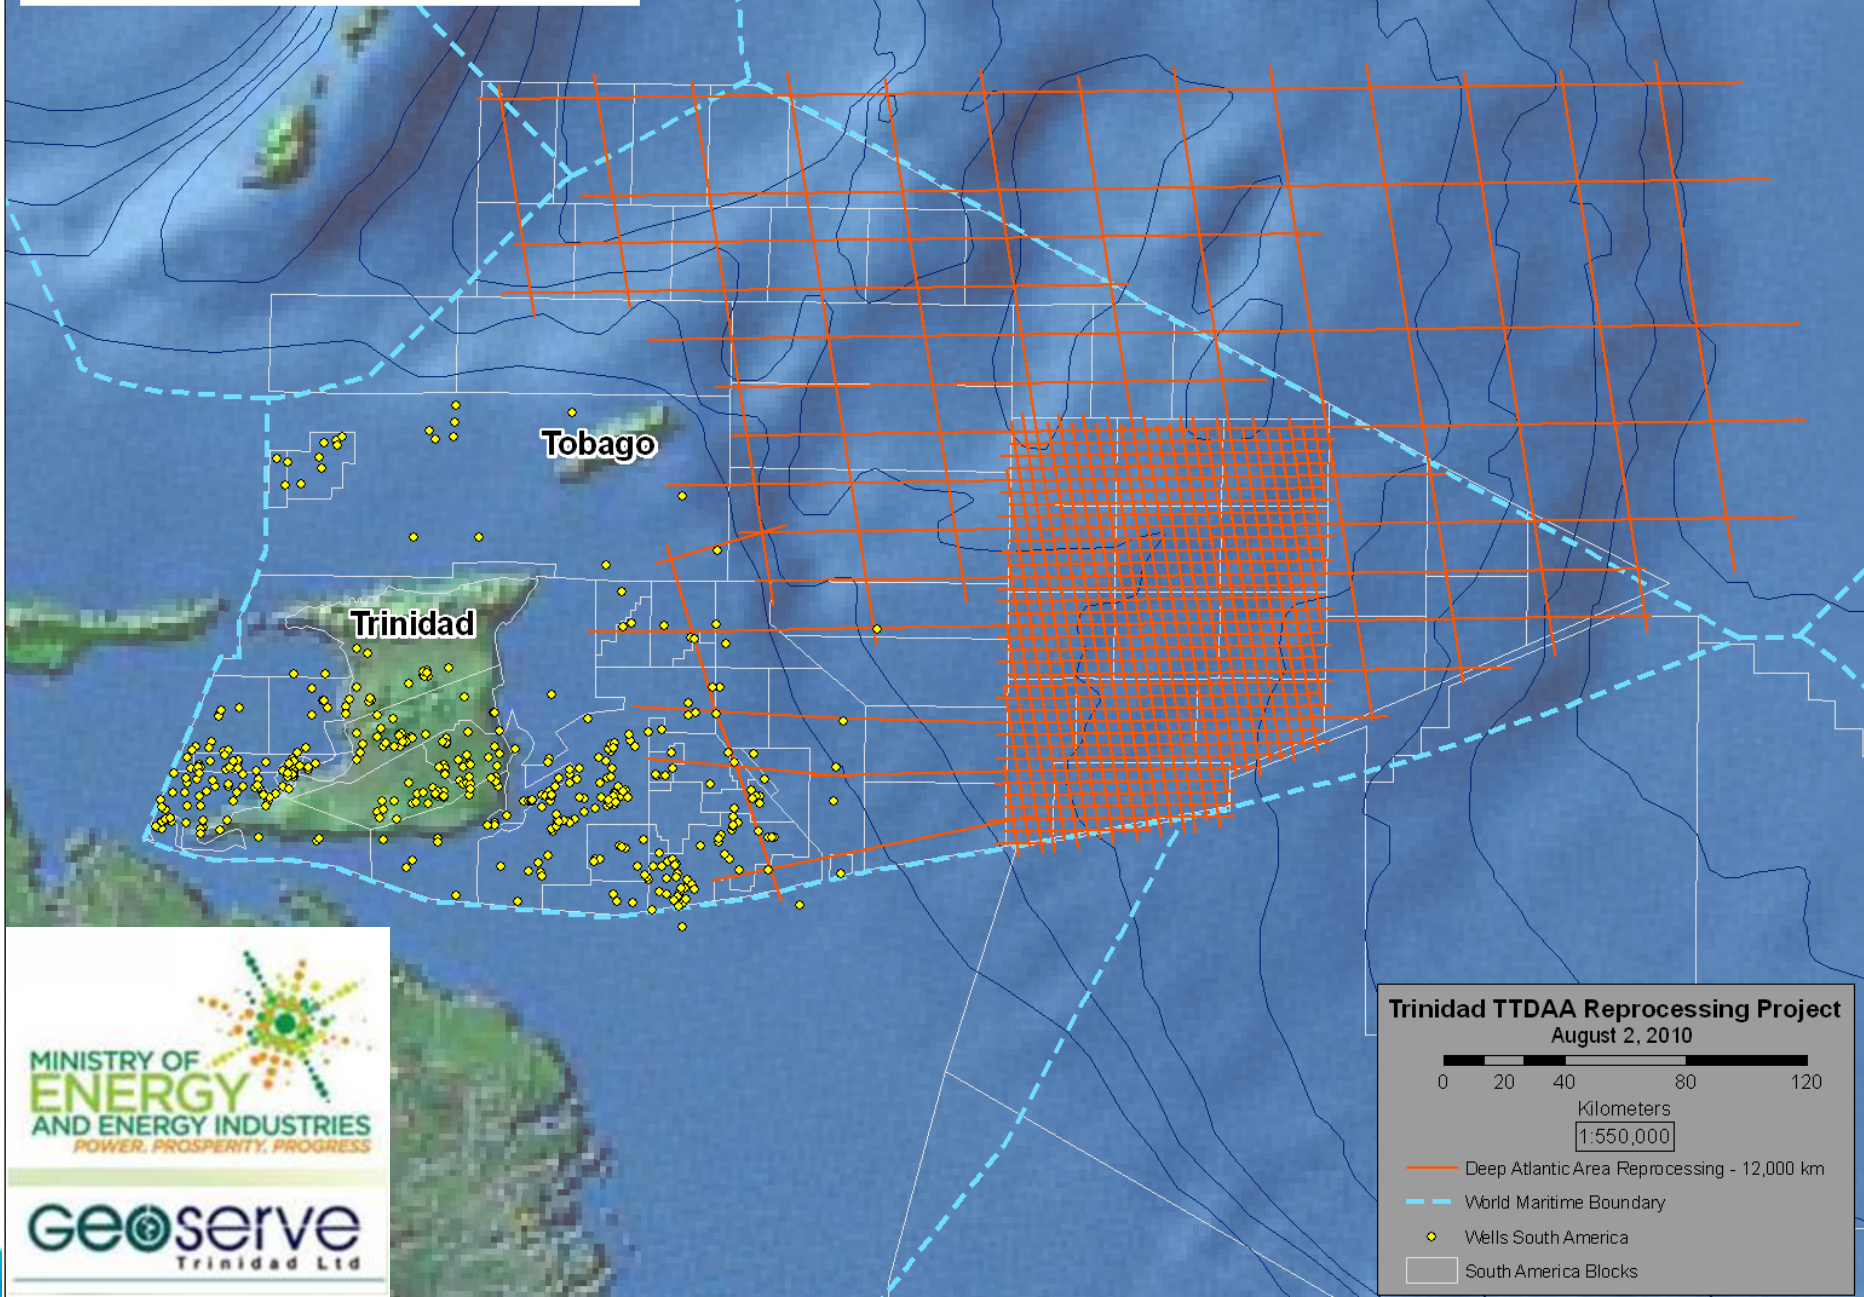 Tobago
Trinidad
MINISTRY OF
ENERGY
AND ENERGY INDUSTRIES
POWER. PROSPERITY. PROGRESS
GEOSERVE
Trinidad Ltd
Trinidad TTDAA Reprocessing Project
August 2, 2010
0 20 40 80 120
Kilometers
1:550,000
Deep Atlantic Area Reprocessing - 12,000 km
World Maritime Boundary
Wells South America
South America Blocks